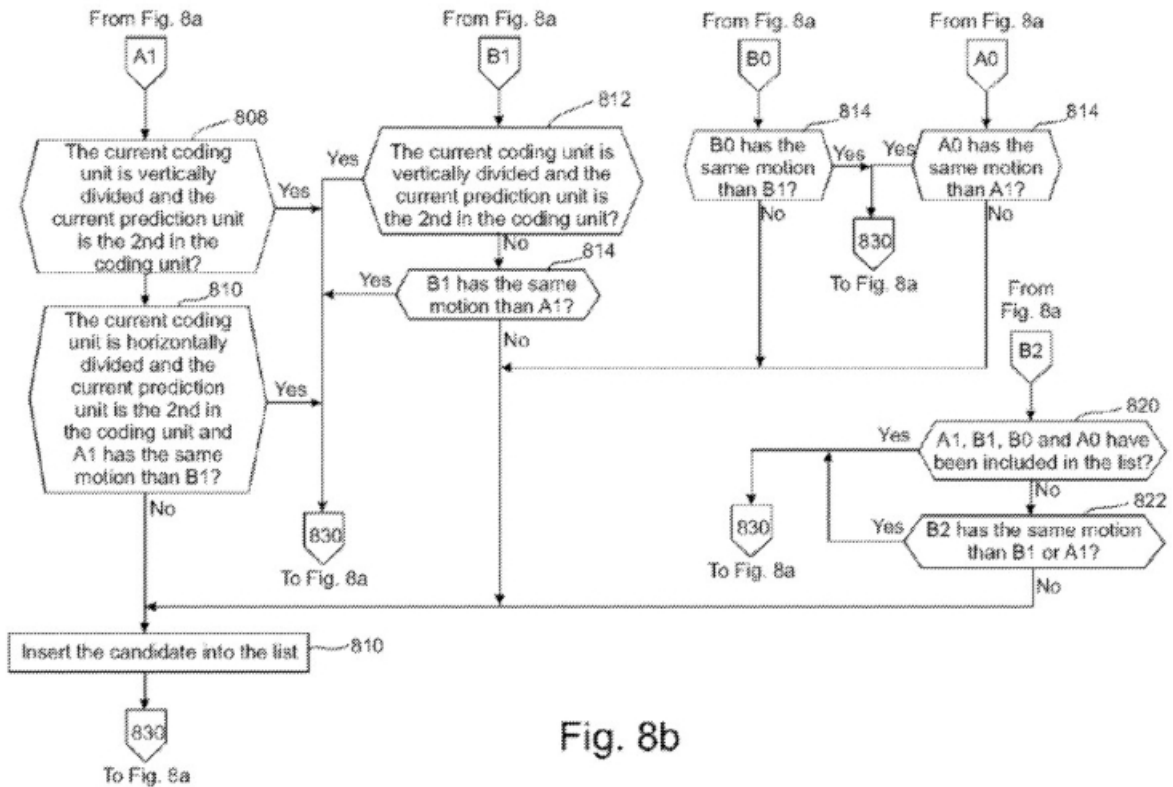 From Fig. 8a
A1
808
The current coding
unit is vertically
divided and the
current prediction unit
is the 2nd in the
coding unit?
Yes
810
The current coding
unit is horizontally
divided and the
current prediction
unit is the 2nd in
the coding unit and
A1 has the same
motion than B1?
Yes
No
From Fig. 8a
B1
812
Yes
The current coding unit is
vertically divided and the
current prediction unit is
the 2nd in the coding unit?
No
814
Yes
B1 has the same
motion than A1?
No
830
To Fig. 8a
From Fig. 8a
B0
814
B0 has the
same motion
than B1?
Yes
No
From Fig. 8a
A0
814
Yes
A0 has the
same motion
than A1?
No
830
To Fig. 8a
From
Fig. 8a
B2
820
Yes
A1, B1, B0 and A0 have
been included in the list?
No
822
Yes
B2 has the same motion
than B1 or A1?
No
830
To Fig. 8a
Insert the candidate into the list
810
830
To Fig. 8a
Fig. 8b